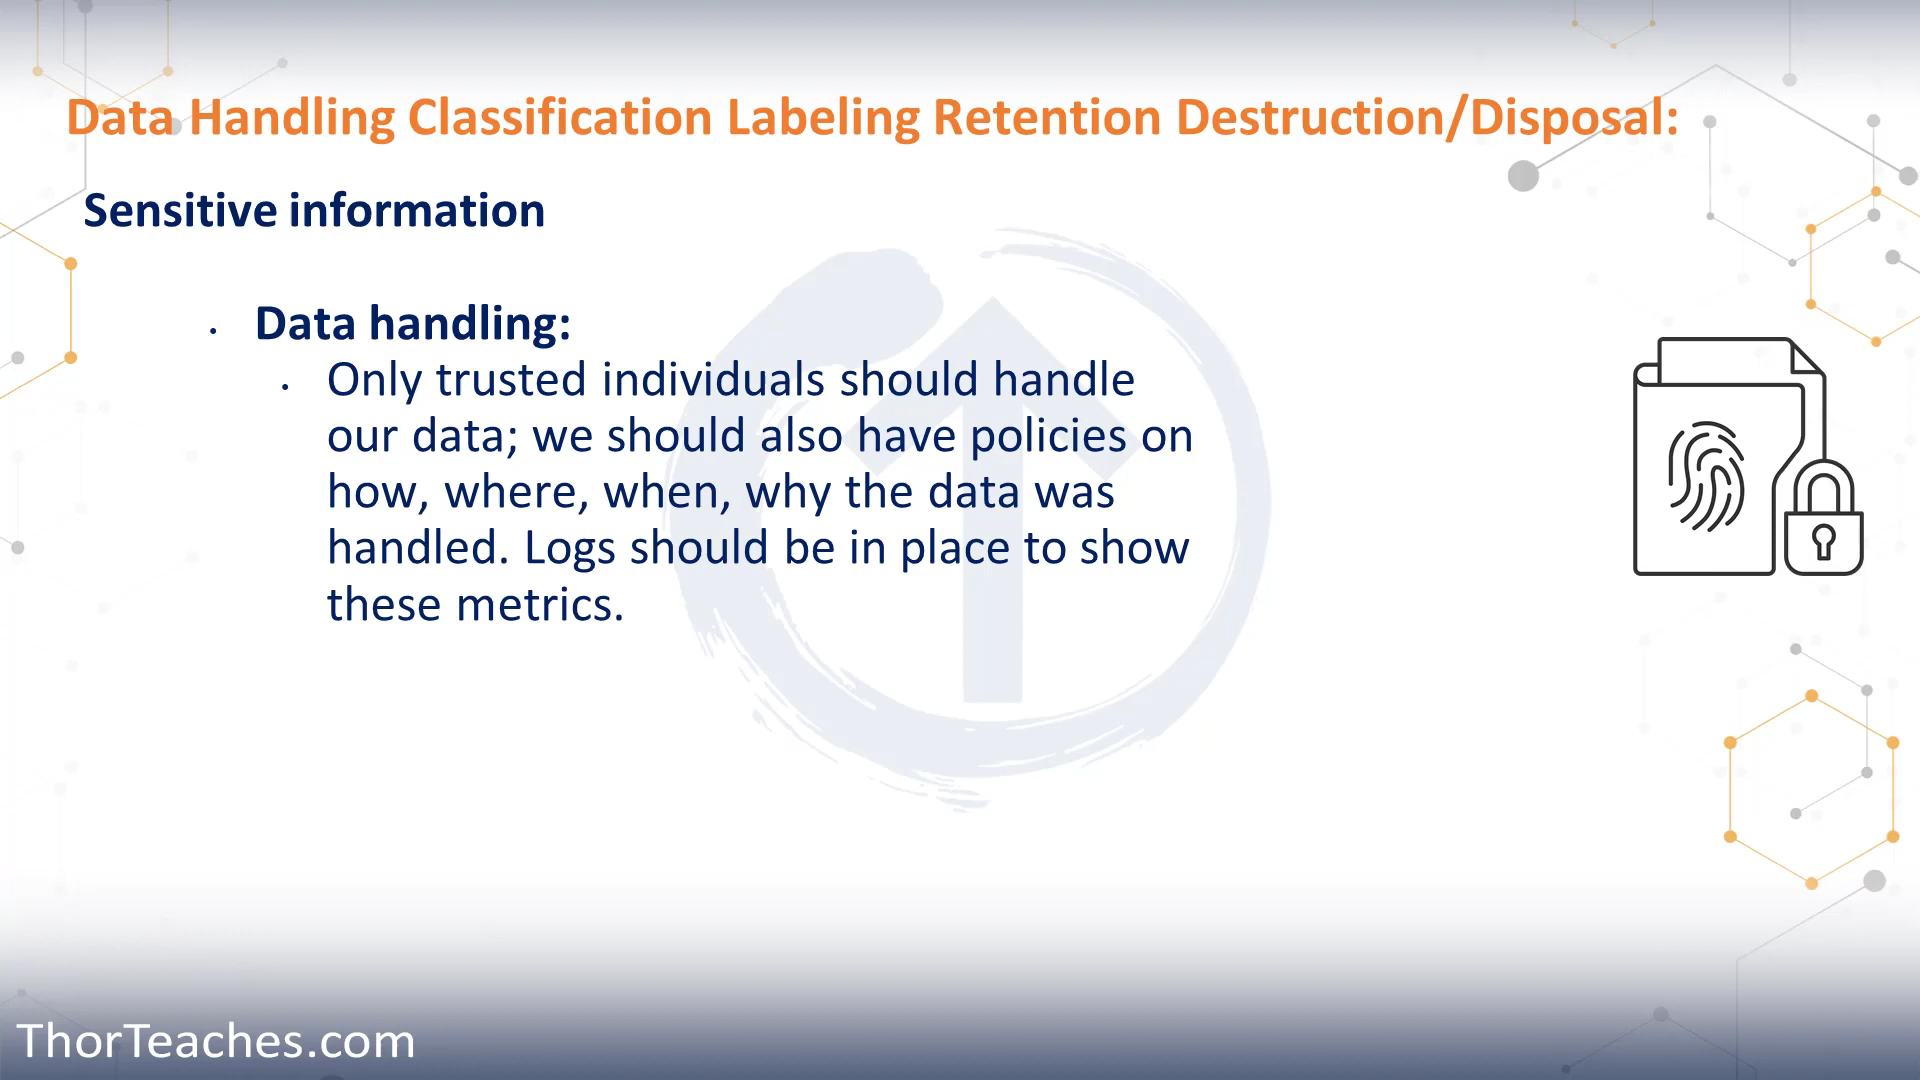 Data Handling Classification Labeling Retention Destruction/Disposal:
Sensitive information
• Data handling:
• Only trusted individuals should handle
our data; we should also have policies on
how, where, when, why the data was
handled. Logs should be in place to show
these metrics.
ThorTeaches.com